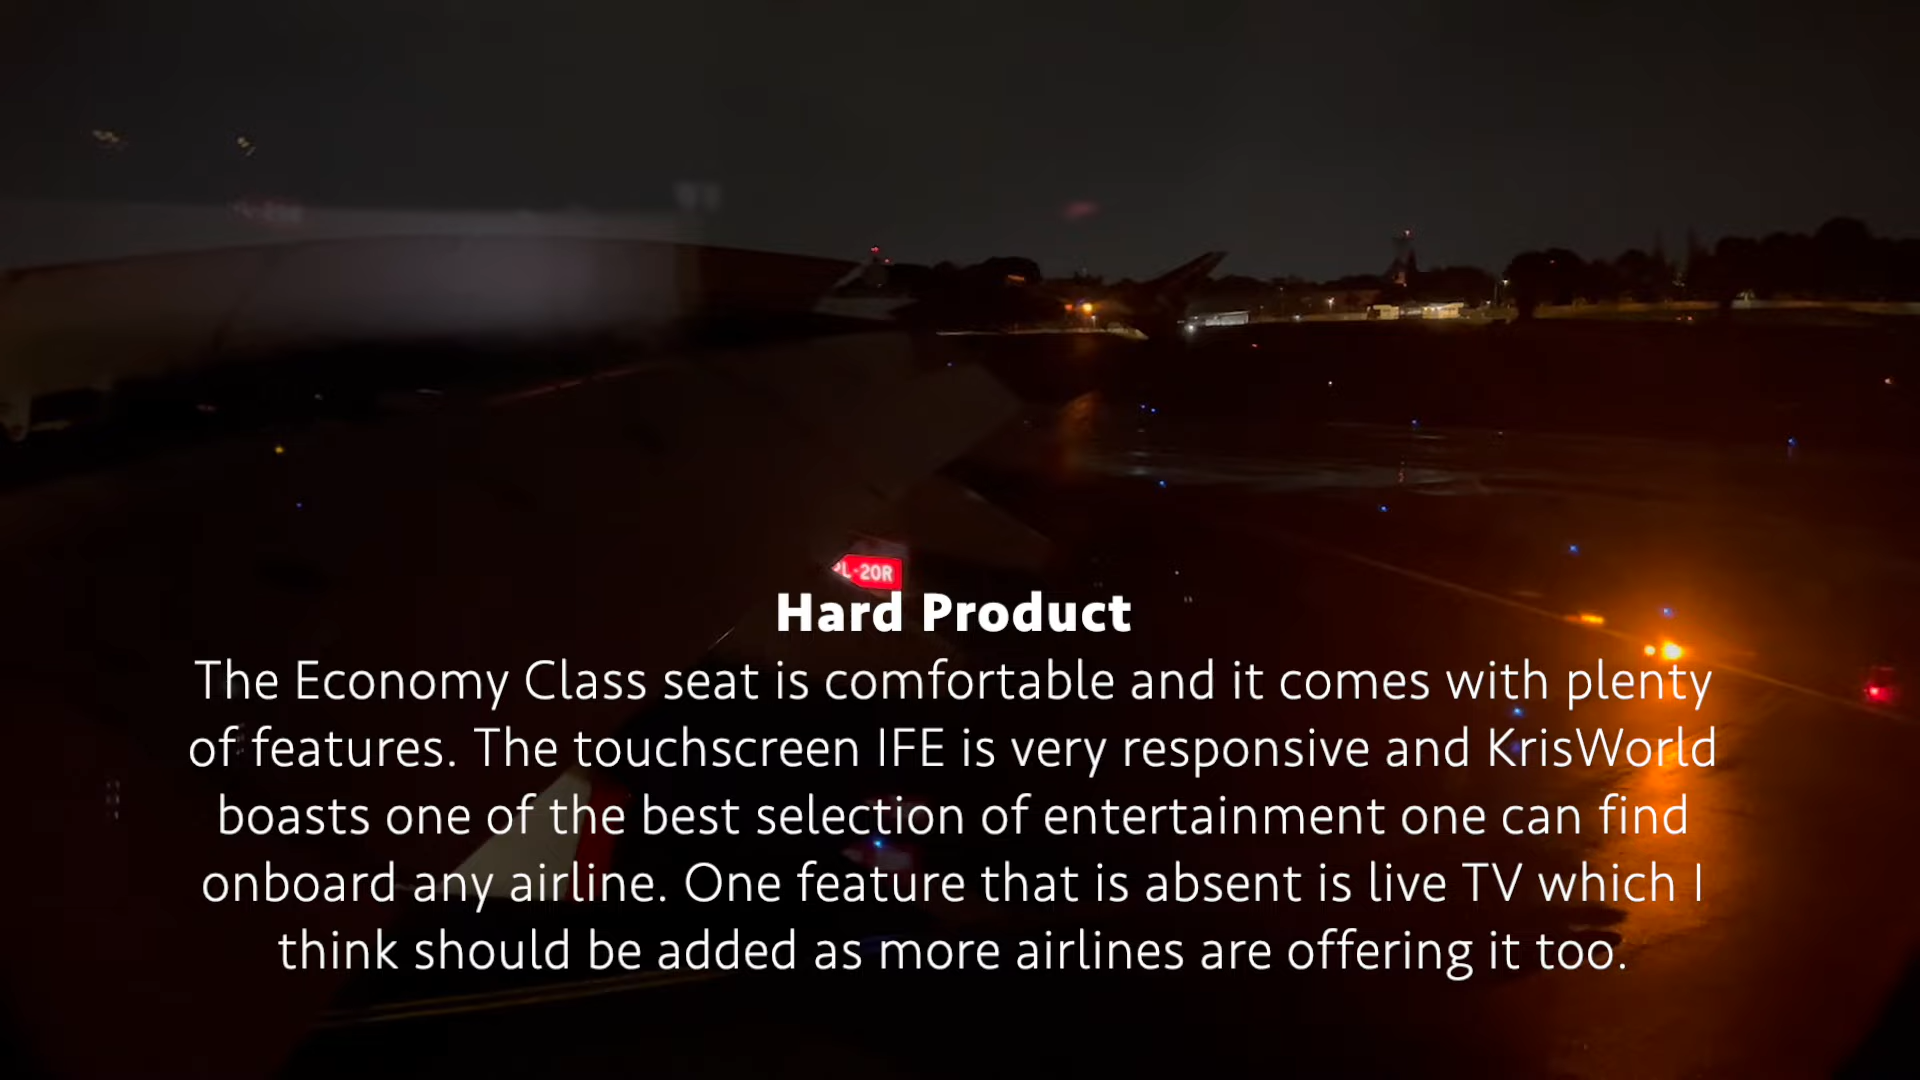 L-20R
Hard Product
The Economy Class seat is comfortable and it comes with plenty
of features. The touchscreen IFE is very responsive and KrisWorld
boasts one of the best selection of entertainment one can find
onboard any airline. One feature that is absent is live TV which I
think should be added as more airlines are offering it too.